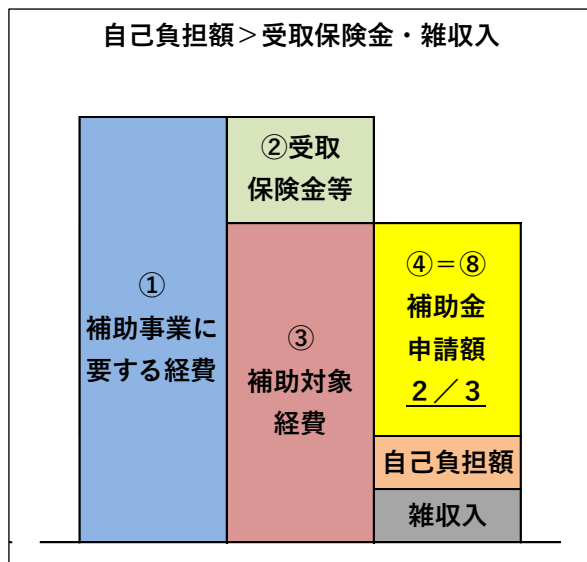 自己負担額＞受取保険金・雑収入
①
補助事業に
要する経費
②受取
保険金等
③
補助対象
経費
④＝⑧
補助金
申請額
２／３
自己負担額
雑収入